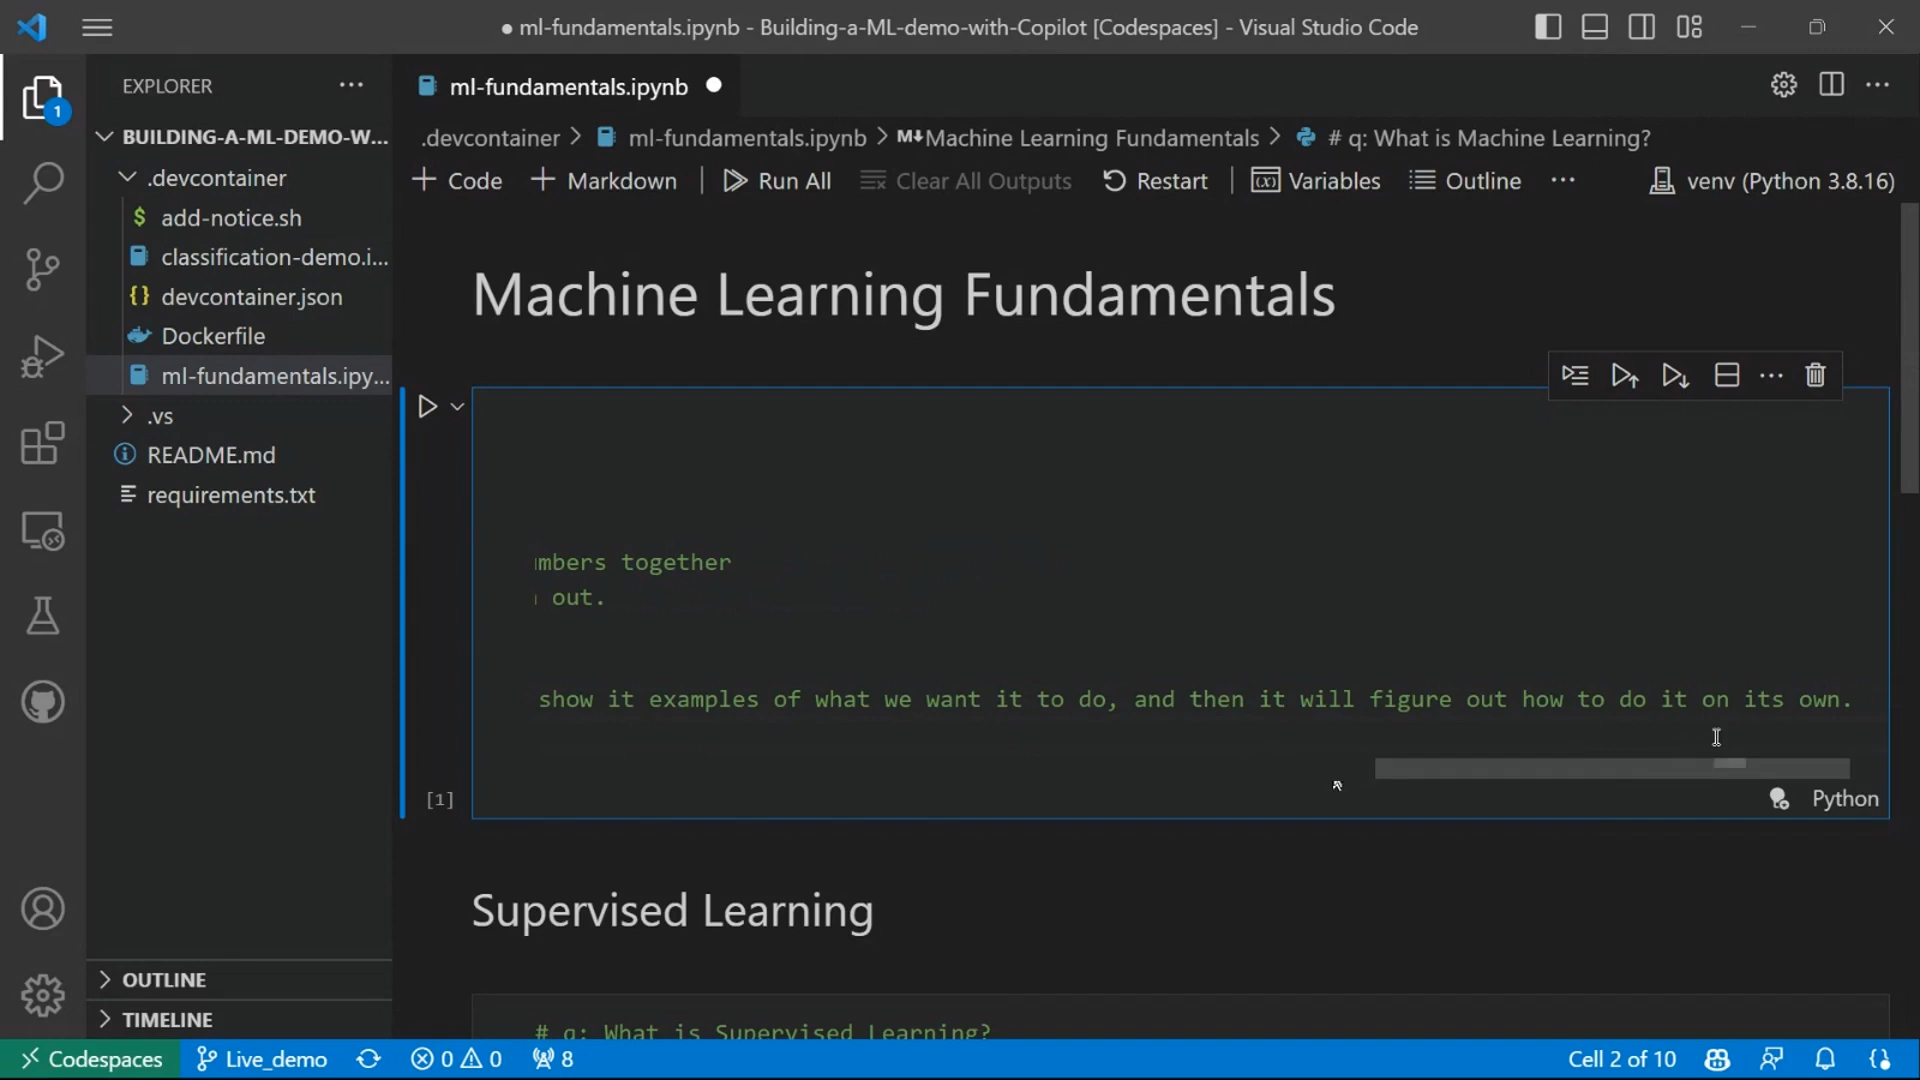 ● ml-fundamentals.ipynb - Building-a-ML-demo-with-Copilot [Codespaces] - Visual Studio Code
1
EXPLORER
ml-fundamentals.ipynb
BUILDING-A-ML-DEMO-W...
.devcontainer > ml-fundamentals.ipynb > M↓Machine Learning Fundamentals > # q: What is Machine Learning?
.devcontainer
Code Markdown Run All Clear All Outputs Restart Variables Outline ... venv (Python 3.8.16)
add-notice.sh
classification-demo.i...
devcontainer.json
Dockerfile
ml-fundamentals.ipy...
.vs
README.md
requirements.txt
Machine Learning Fundamentals
mbers together
out.
show it examples of what we want it to do, and then it will figure out how to do it on its own.
[1]
Python
Supervised Learning
# q: What is Supervised Learning?
OUTLINE
TIMELINE
Codespaces Live_demo 0 0 8 Cell 2 of 10